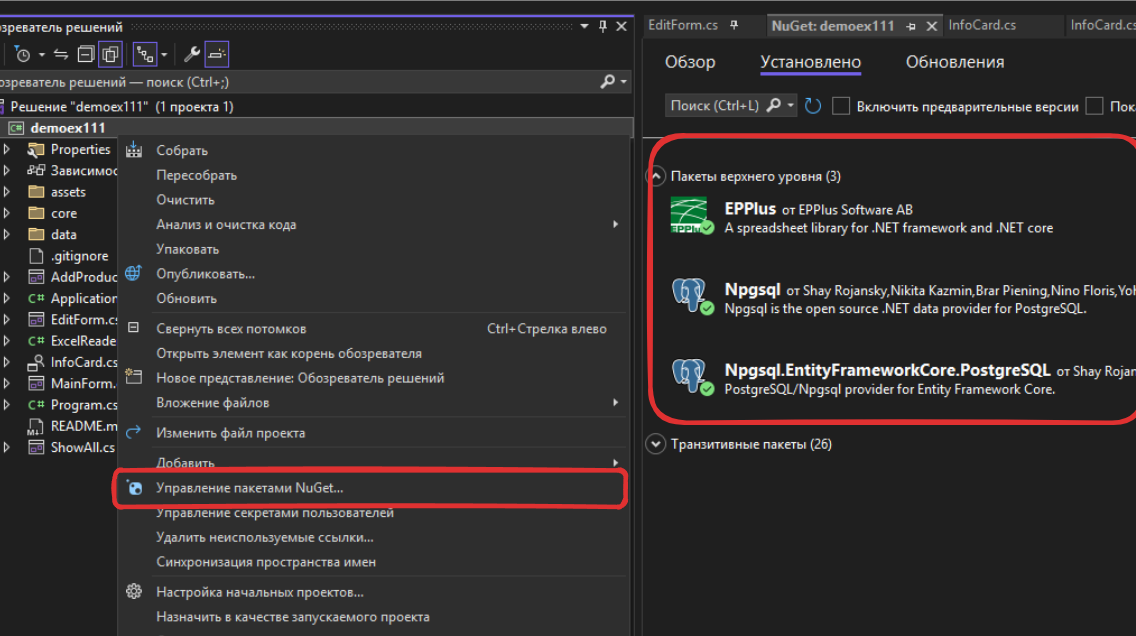 озреватель решений
озреватель решений — поиск (Ctrl+;)
Решение "demoex111" (1 проекта 1)
C# demoex111
Properties
Зависимос
assets
core
data
.gitignore
AddProduc
C# Application
EditForm.cs
C# ExcelReade
InfoCard.cs
MainForm.
C# Program.cs
README.m
ShowAll.cs
Собрать
Пересобрать
Очистить
Анализ и очистка кода
Упаковать
Опубликовать...
Обновить
Свернуть всех потомков Ctrl+Стрелка влево
Открыть элемент как корень обозревателя
Новое представление: Обозреватель решений
Вложение файлов
Изменить файл проекта
Добавить
Управление пакетами NuGet...
Управление секретами пользователей
Удалить неиспользуемые ссылки...
Синхронизация пространства имен
Настройка начальных проектов...
Назначить в качестве запускаемого проекта
EditForm.cs NuGet: demoex111 InfoCard.cs InfoCard.cs
Обзор Установлено Обновления
Поиск (Ctrl+L) Включить предварительные версии Пока
Пакеты верхнего уровня (3)
EPPlus от EPPlus Software AB
A spreadsheet library for .NET framework and .NET core
Npgsql от Shay Rojansky,Nikita Kazmin,Brar Piening,Nino Floris,Yoh
Npgsql is the open source .NET data provider for PostgreSQL.
Npgsql.EntityFrameworkCore.PostgreSQL от Shay Rojan
PostgreSQL/Npgsql provider for Entity Framework Core.
Транзитивные пакеты (26)